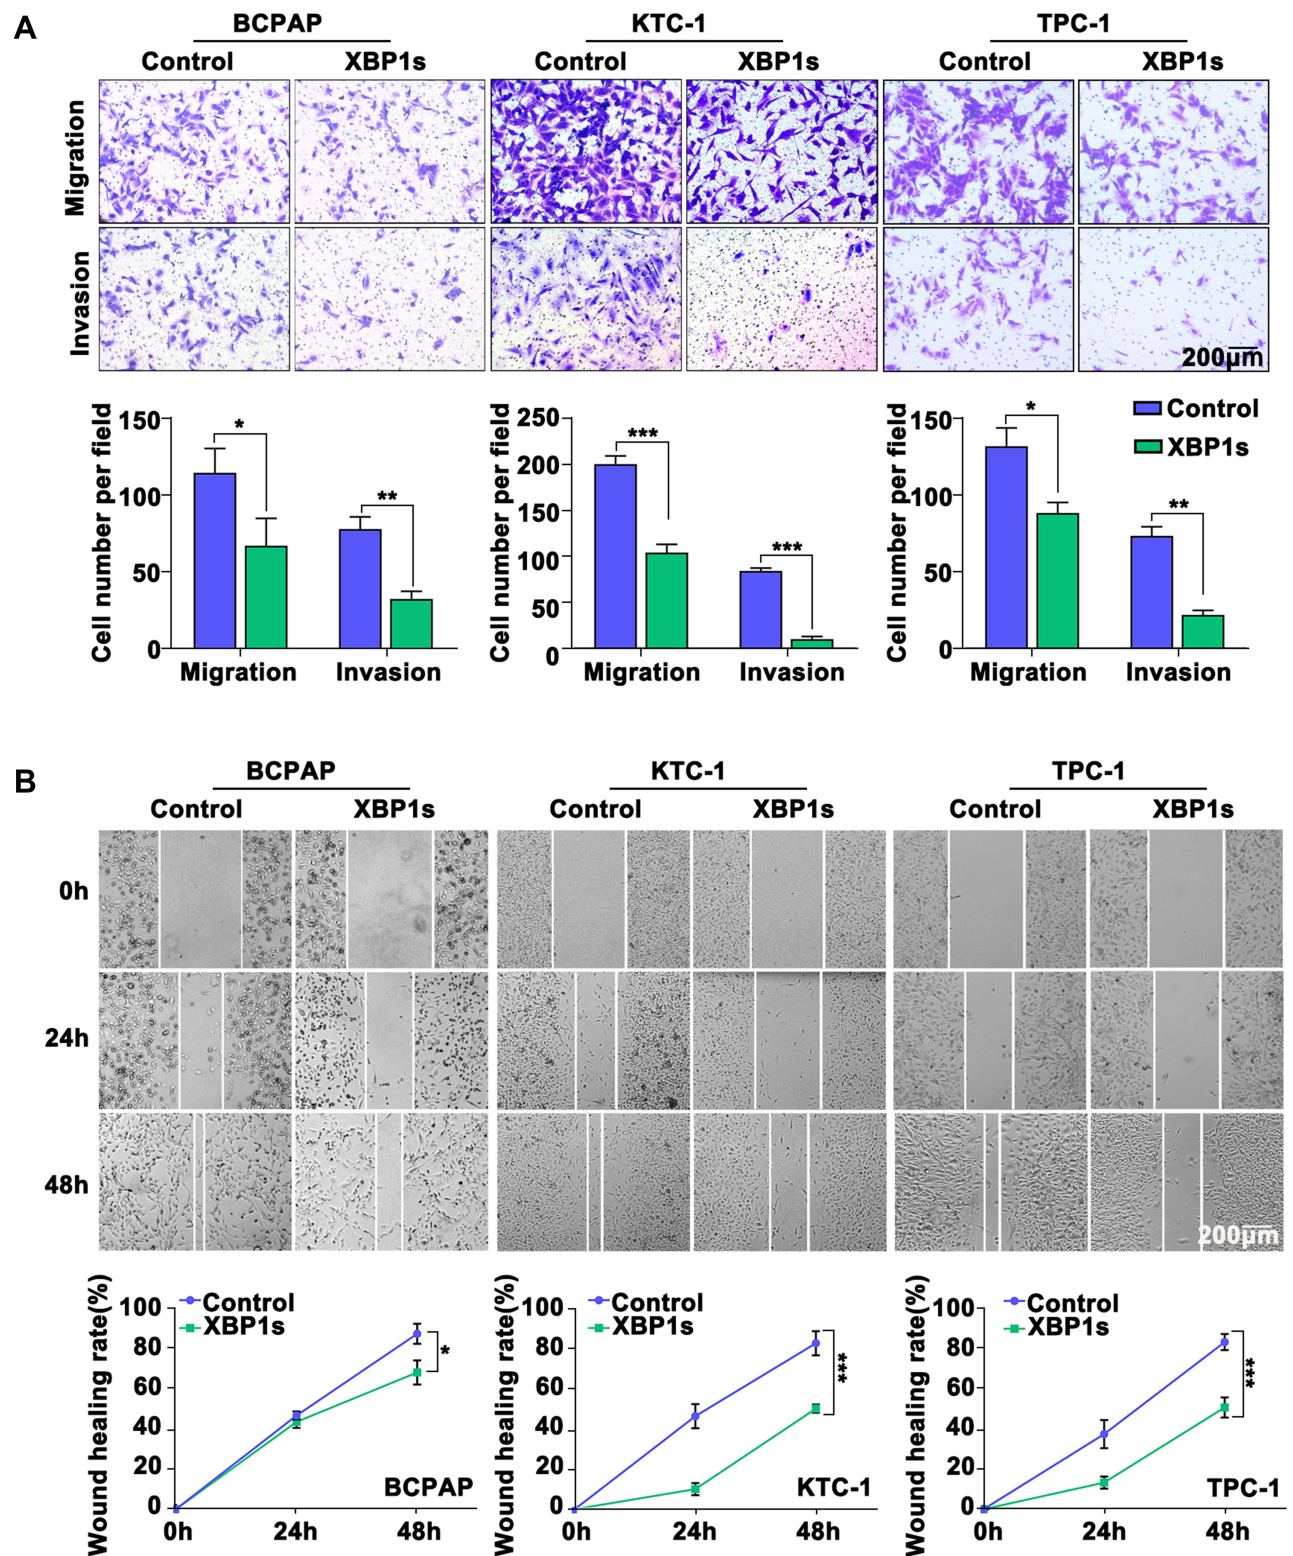 A
BCPAP KTC-1 TPC-1
Control XBP1s Control XBP1s Control XBP1s
Migration
Invasion
200μm
Cell number per field
150
100
50
0
*
**
Migration Invasion
Cell number per field
250
200
150
100
50
0
***
***
Migration Invasion
Cell number per field
150
100
50
0
*
**
Migration Invasion
Control
XBP1s
B
BCPAP KTC-1 TPC-1
Control XBP1s Control XBP1s Control XBP1s
0h
24h
48h
200μm
Wound healing rate(%)
100
80
60
40
20
0
Control
XBP1s
*
BCPAP
0h 24h 48h
Wound healing rate(%)
100
80
60
40
20
0
Control
XBP1s
***
KTC-1
0h 24h 48h
Wound healing rate(%)
100
80
60
40
20
0
Control
XBP1s
***
TPC-1
0h 24h 48h